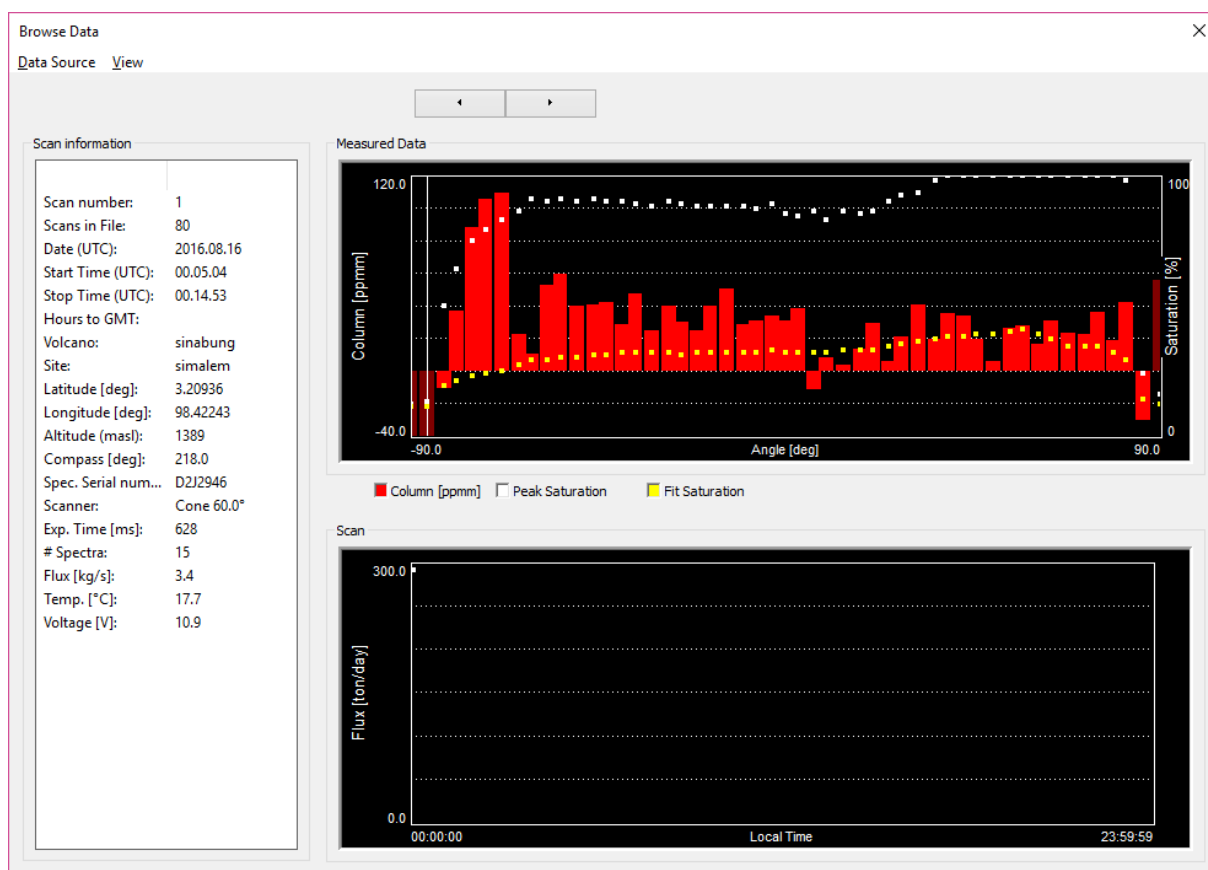 Browse Data
Data Source View
Scan information
Scan number: 1
Scans in File: 80
Date (UTC): 2016.08.16
Start Time (UTC): 00.05.04
Stop Time (UTC): 00.14.53
Hours to GMT:
Volcano: sinabung
Site: simalem
Latitude [deg]: 3.20936
Longitude [deg]: 98.42243
Altitude (masl): 1389
Compass [deg]: 218.0
Spec. Serial num... D2J2946
Scanner: Cone 60.0°
Exp. Time [ms]: 628
# Spectra: 15
Flux [kg/s]: 3.4
Temp. [°C]: 17.7
Voltage [V]: 10.9
Measured Data
120.0
100
Column [ppmm]
Saturation [%]
-40.0
0
-90.0 Angle [deg] 90.0
Column [ppmm] Peak Saturation Fit Saturation
Scan
300.0
Flux [ton/day]
0.0
00:00:00 Local Time 23:59:59